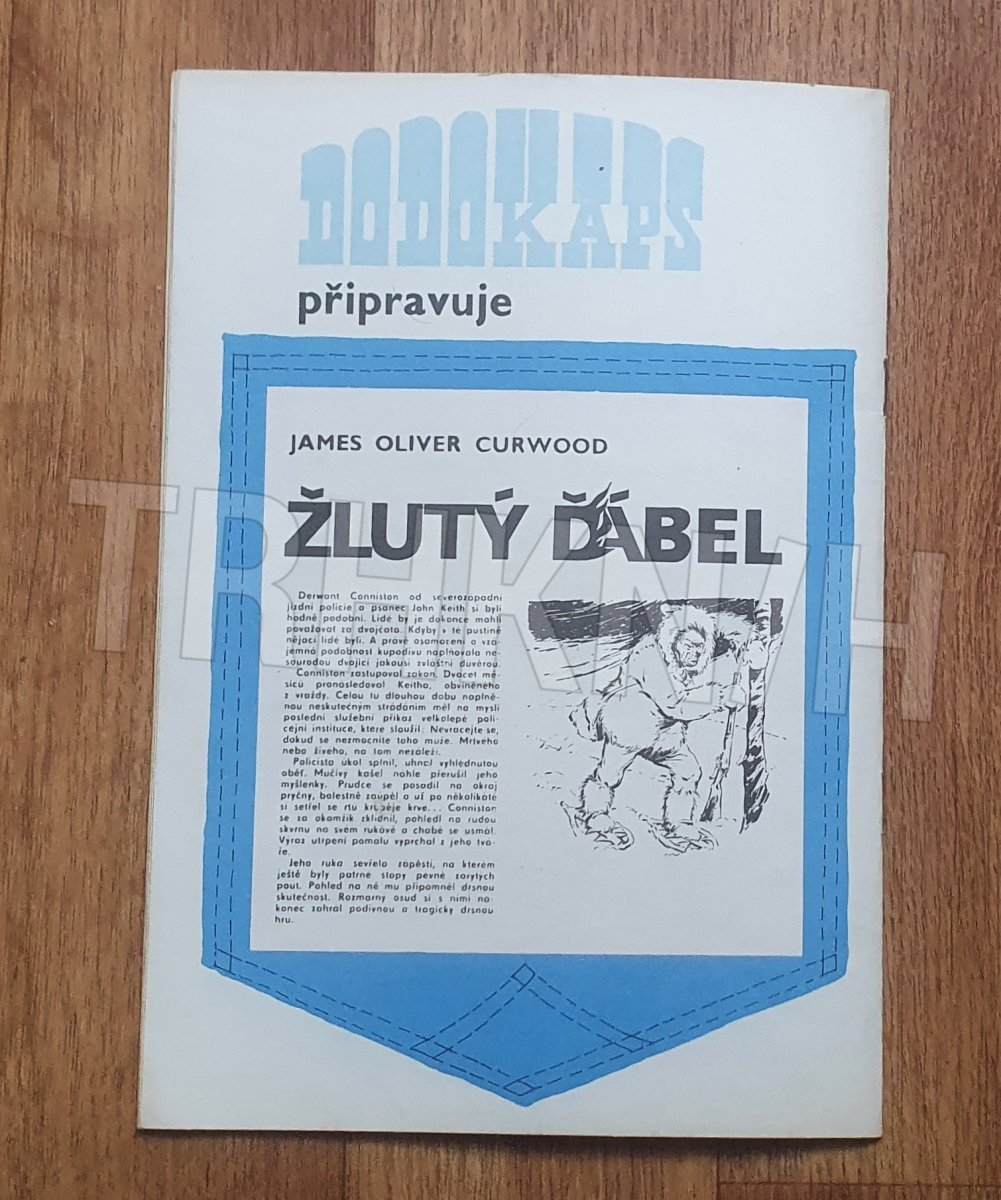 DODOKAPS
připravuje
JAMES OLIVER CURWOOD
ŽLUTÝ ĎÁBEL
Derwent Conniston od severozápadní
jízdní policie a psanec John Keith si byli
hodně podobní. Lidé by je dokonce mohli
považovat za dvojčata. Kdyby v té pustině
nějací lidé byli. A právě osamocení a vzá-
jemná podobnost kupodivu naplňovala ne-
sourodou dvojici jakousi zvláštní důvěrou.
Conniston zastupoval zákon. Dvacet mě-
síců pronásledoval Keitha, obviněného
z vraždy. Celou tu dlouhou dobu naplně-
nou neskutečným strádáním měl na mysli
poslední služební příkaz velkolepé poli-
cejní instituce, které sloužil: Nevracejte se,
dokud se nezmocníte toho muže. Mrtvého
nebo živého, na tom nezáleží.
Policista úkol splnil, uhnal vyhlédnutou
oběť. Mučivý kašel náhle přerušil jeho
myšlenky. Prudce se posadil na okraj
pryčny, bolestně zaúpěl a už po několikáté
si setřel se rtu krůpěje krve... Conniston
se za okamžik zklidnil, pohlédl na rudou
skvrnu na svém rukávě a chabě se usmál.
Výraz utrpení pomalu vyprchal z jeho tvá-
ře.
Jeho ruka sevřela zápěstí, na kterém
ještě byly patrné stopy pevně zarytých
pout. Pohled na ně mu připomněl drsnou
skutečnost. Rozmarný osud si s nimi na-
konec zahrál podivnou a tragicky drsnou
hru.
TRHKNIH